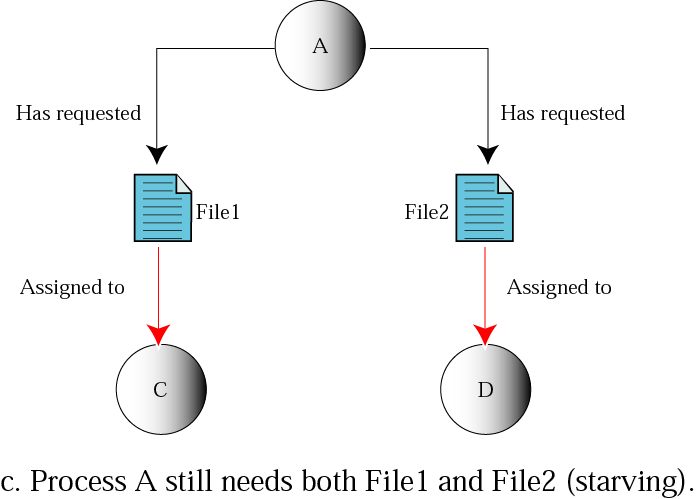 A
Has requested
Has requested
File1
File2
Assigned to
Assigned to
C
D
c. Process A still needs both File1 and File2 (starving).